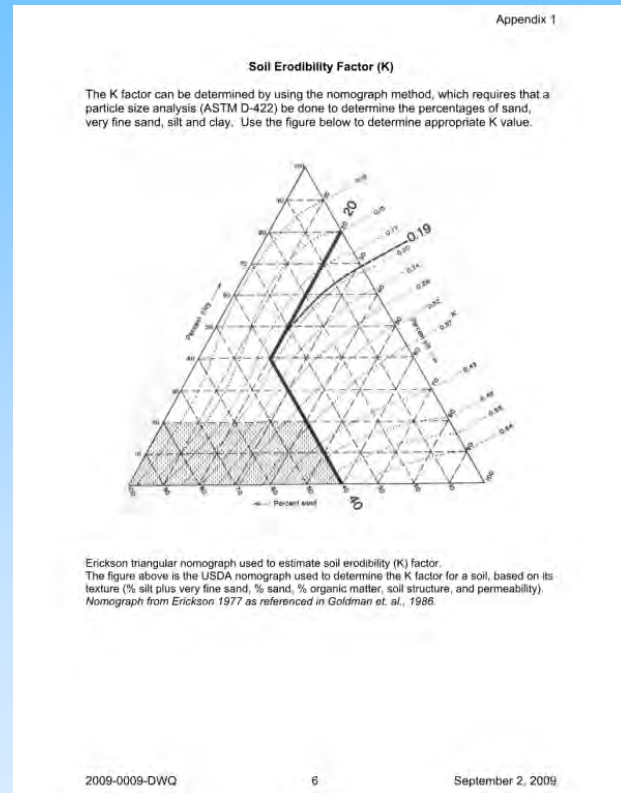 Appendix 1
Soil Erodibility Factor (K)
The K factor can be determined by using the nomograph method, which requires that a
particle size analysis (ASTM D-422) be done to determine the percentages of sand,
very fine sand, silt and clay. Use the figure below to determine appropriate K value.
20
0.19
Percent clay
Percent sand
40
Erickson triangular nomograph used to estimate soil erodibility (K) factor.
The figure above is the USDA nomograph used to determine the K factor for a soil, based on its
texture (% silt plus very fine sand, % sand, % organic matter, soil structure, and permeability).
Nomograph from Erickson 1977 as referenced in Goldman et. al., 1986.
2009-0009-DWQ 6 September 2, 2009